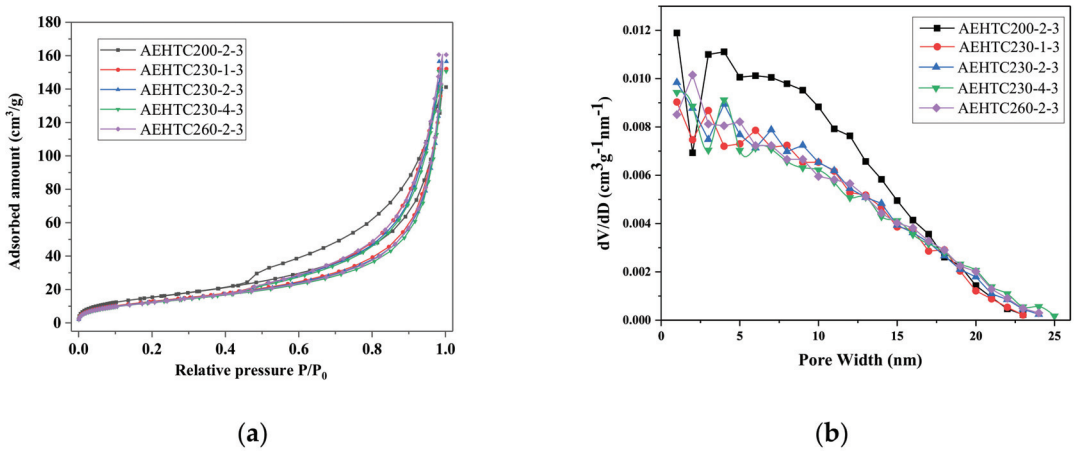 180
160
140
120
100
80
60
40
20
0
Adsorbed amount (cm³/g)
AEHTC200-2-3
AEHTC230-1-3
AEHTC230-2-3
AEHTC230-4-3
AEHTC260-2-3
0.0 0.2 0.4 0.6 0.8 1.0
Relative pressure P/P₀
(a)
0.012
0.010
0.008
0.006
0.004
0.002
0.000
dV/dD (cm³g⁻¹nm⁻¹)
AEHTC200-2-3
AEHTC230-1-3
AEHTC230-2-3
AEHTC230-4-3
AEHTC260-2-3
0 5 10 15 20 25
Pore Width (nm)
(b)